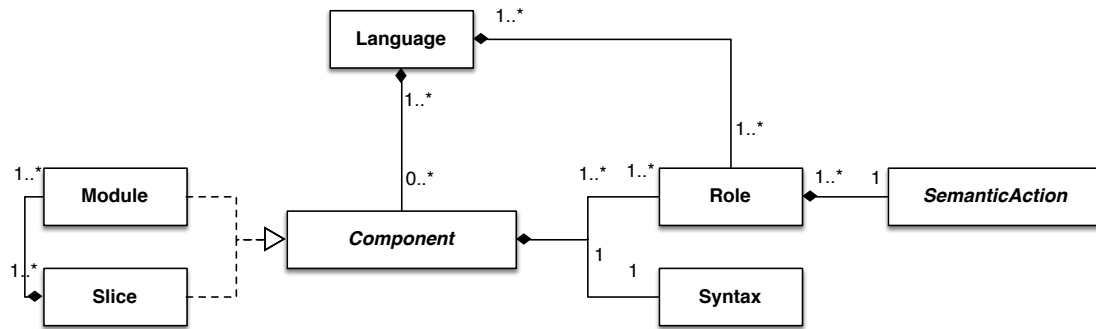 1..*
Language
1..*
1..*
0..*
1..*
Module
1..*
Slice
Component
1..*
1..*
Role
1..*
1
SemanticAction
1
1
Syntax